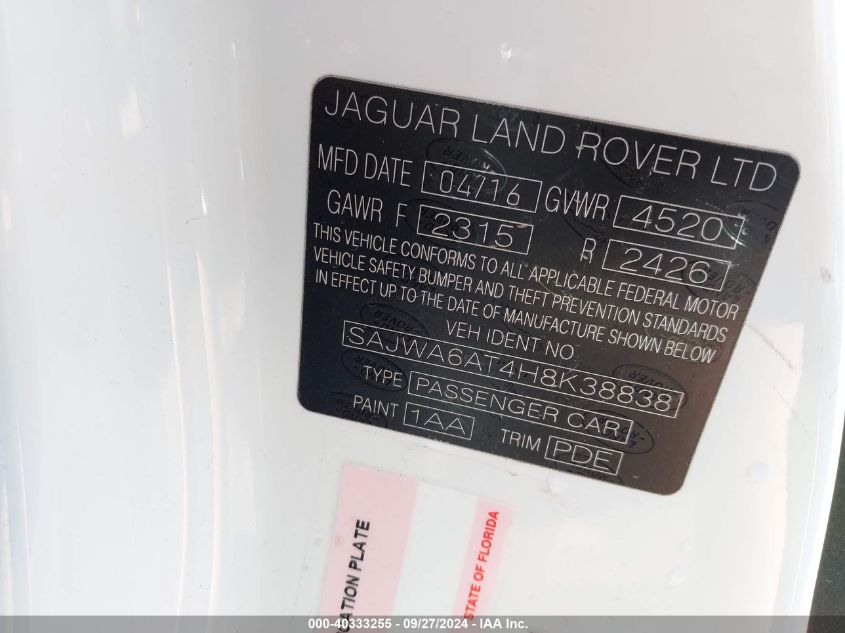 JAGUAR LAND ROVER LTD
MFD DATE 04/16 GVWR 4520
GAWR F 2315 R 2426
THIS VEHICLE CONFORMS TO ALL APPLICABLE FEDERAL MOTOR
VEHICLE SAFETY BUMPER AND THEFT PREVENTION STANDARDS
IN EFFECT UP TO THE DATE OF MANUFACTURE SHOWN BELOW
VEH IDENT NO
SAJWA6AT4H8K38838
TYPE PASSENGER CAR
PAINT 1AA TRIM PDE
PLATE
STATE OF FLORIDA
000-40333255 - 09/27/2024 - IAA Inc.